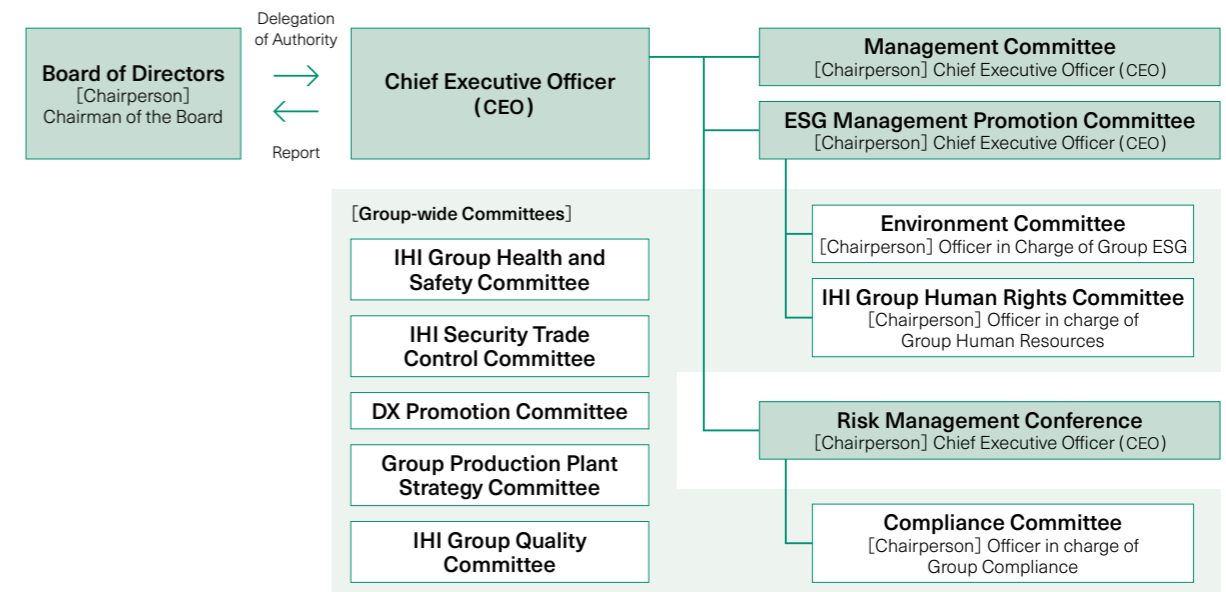 Delegation
of Authority
Board of Directors
[Chairperson]
Chairman of the Board
Report
Chief Executive Officer
(CEO)
Management Committee
[Chairperson] Chief Executive Officer (CEO)
ESG Management Promotion Committee
[Chairperson] Chief Executive Officer (CEO)
Environment Committee
[Chairperson] Officer in Charge of Group ESG
IHI Group Human Rights Committee
[Chairperson] Officer in charge of
Group Human Resources
Risk Management Conference
[Chairperson] Chief Executive Officer (CEO)
Compliance Committee
[Chairperson] Officer in charge of
Group Compliance
[Group-wide Committees]
IHI Group Health and
Safety Committee
IHI Security Trade
Control Committee
DX Promotion Committee
Group Production Plant
Strategy Committee
IHI Group Quality
Committee